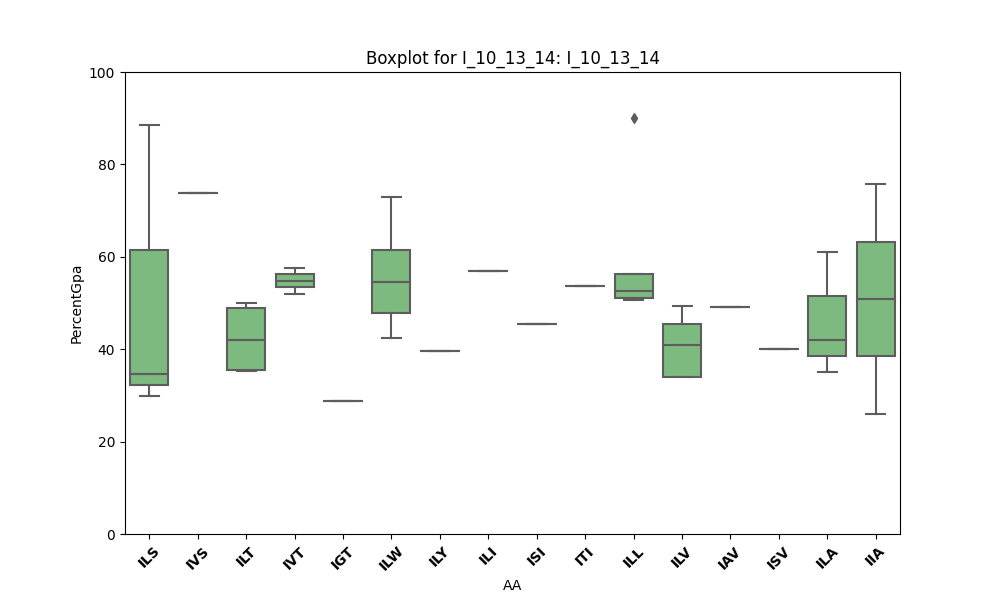 Boxplot for I_10_13_14: I_10_13_14
100
80
60
40
20
0
PercentGpa
ILS IVS ILT IVT IGT ILW ILY ILI ISI ITI ILL ILV IAV ISV ILA IIA
AA